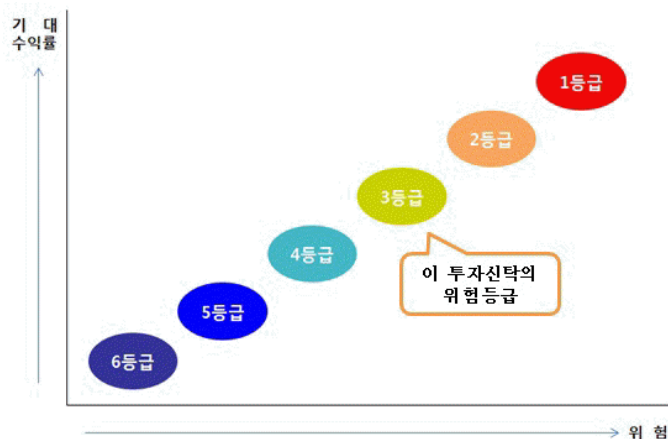 기 대
수익률
1등급
2등급
3등급
4등급
이 투자신탁의
위험등급
5등급
6등급
위 험